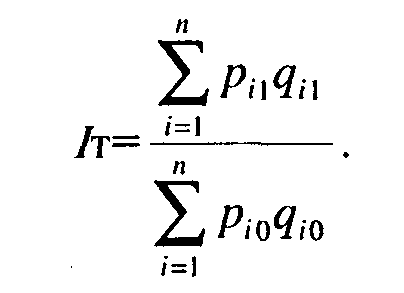 n
∑ p_{i1} q_{i1}
i=1
I_T= ———— .
n
∑ p_{i0} q_{i0}
i=1